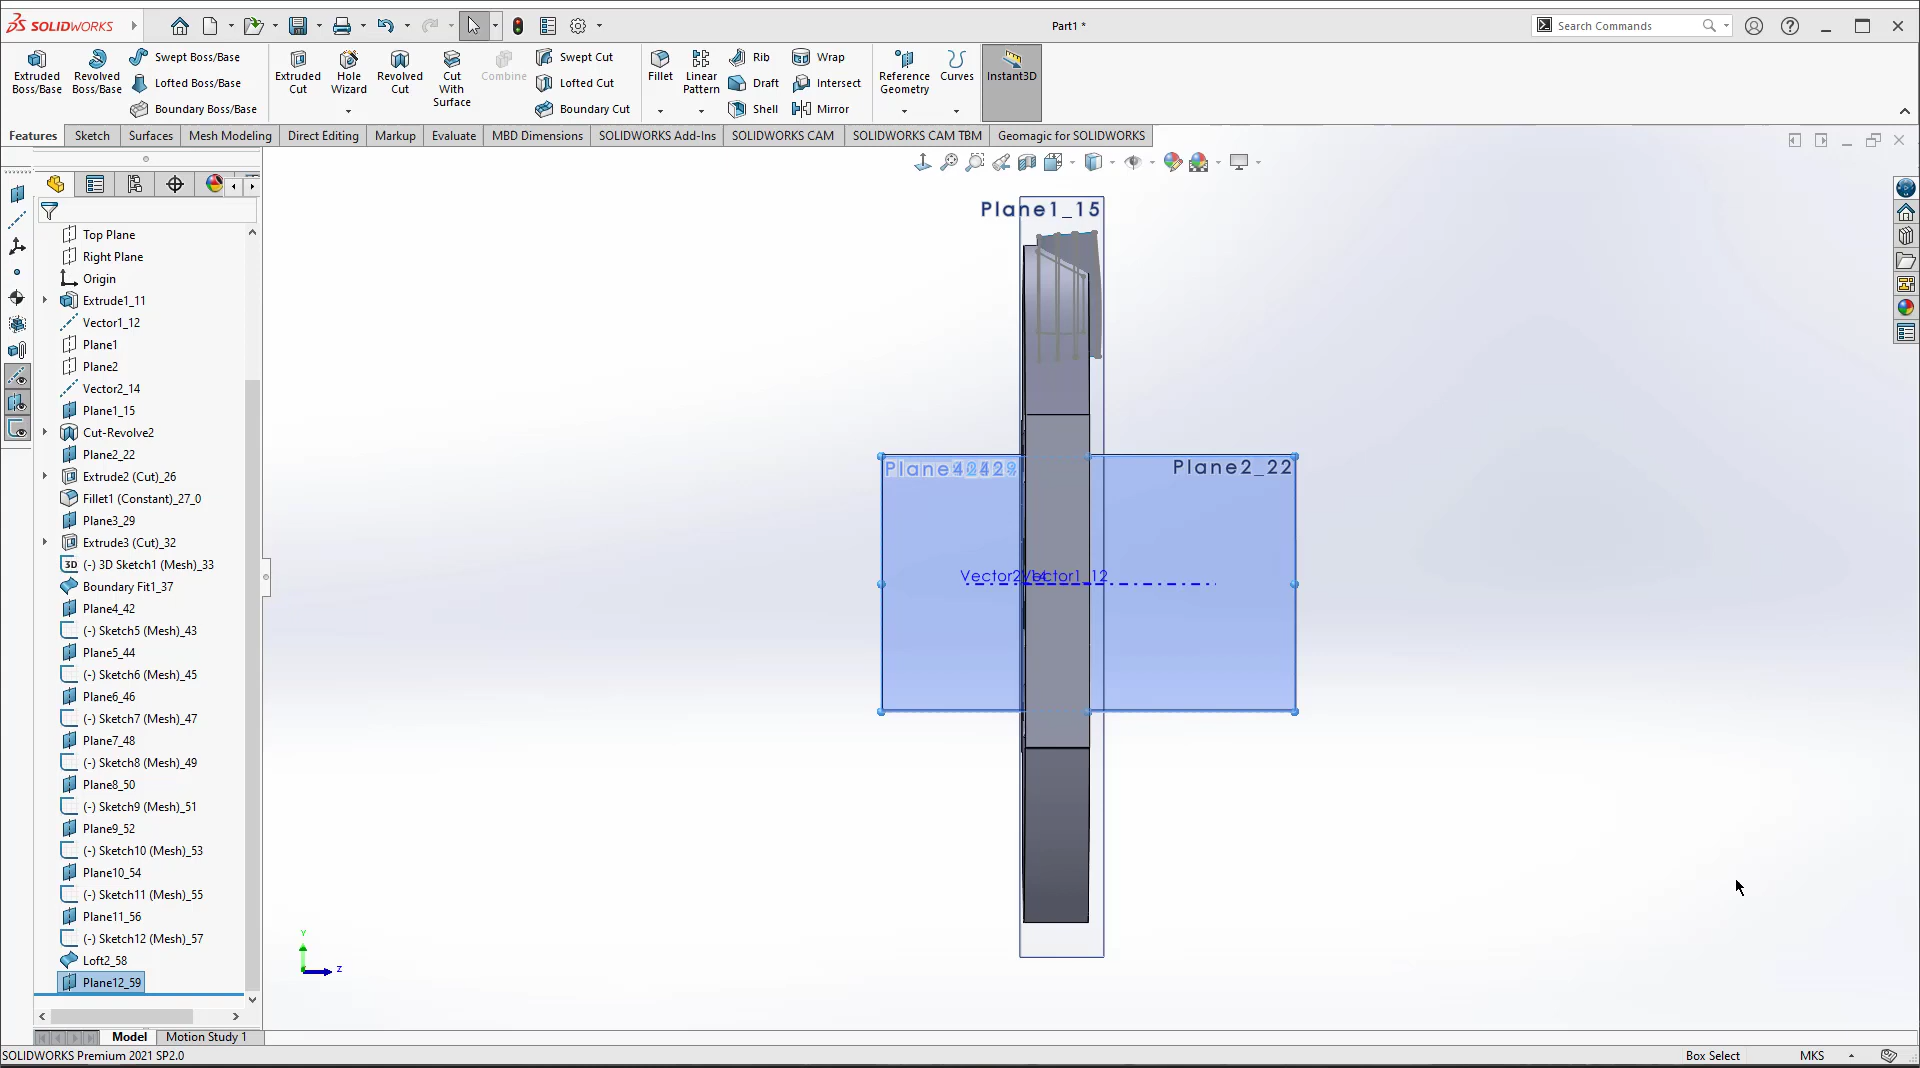 SOLIDWORKS
Part1 *
Search Commands
Extruded Boss/Base
Revolved Boss/Base
Swept Boss/Base
Lofted Boss/Base
Boundary Boss/Base
Extruded Cut
Hole Wizard
Revolved Cut
Cut With Surface
Combine
Swept Cut
Lofted Cut
Boundary Cut
Fillet
Linear Pattern
Rib
Draft
Shell
Wrap
Intersect
Mirror
Reference Geometry
Curves
Instant3D
Features
Sketch
Surfaces
Mesh Modeling
Direct Editing
Markup
Evaluate
MBD Dimensions
SOLIDWORKS Add-Ins
SOLIDWORKS CAM
SOLIDWORKS CAM TBM
Geomagic for SOLIDWORKS
Top Plane
Right Plane
Origin
Extrude1_11
Vector1_12
Plane1
Plane2
Vector2_14
Plane1_15
Cut-Revolve2
Plane2_22
Extrude2 (Cut)_26
Fillet1 (Constant)_27_0
Plane3_29
Extrude3 (Cut)_32
3D (-) 3D Sketch1 (Mesh)_33
Boundary Fit1_37
Plane4_42
(-) Sketch5 (Mesh)_43
Plane5_44
(-) Sketch6 (Mesh)_45
Plane6_46
(-) Sketch7 (Mesh)_47
Plane7_48
(-) Sketch8 (Mesh)_49
Plane8_50
(-) Sketch9 (Mesh)_51
Plane9_52
(-) Sketch10 (Mesh)_53
Plane10_54
(-) Sketch11 (Mesh)_55
Plane11_56
(-) Sketch12 (Mesh)_57
Loft2_58
Plane12_59
Plane1_15
Plane2_22
Vector1_12
Y
Z
Model
Motion Study 1
SOLIDWORKS Premium 2021 SP2.0
Box Select
MKS